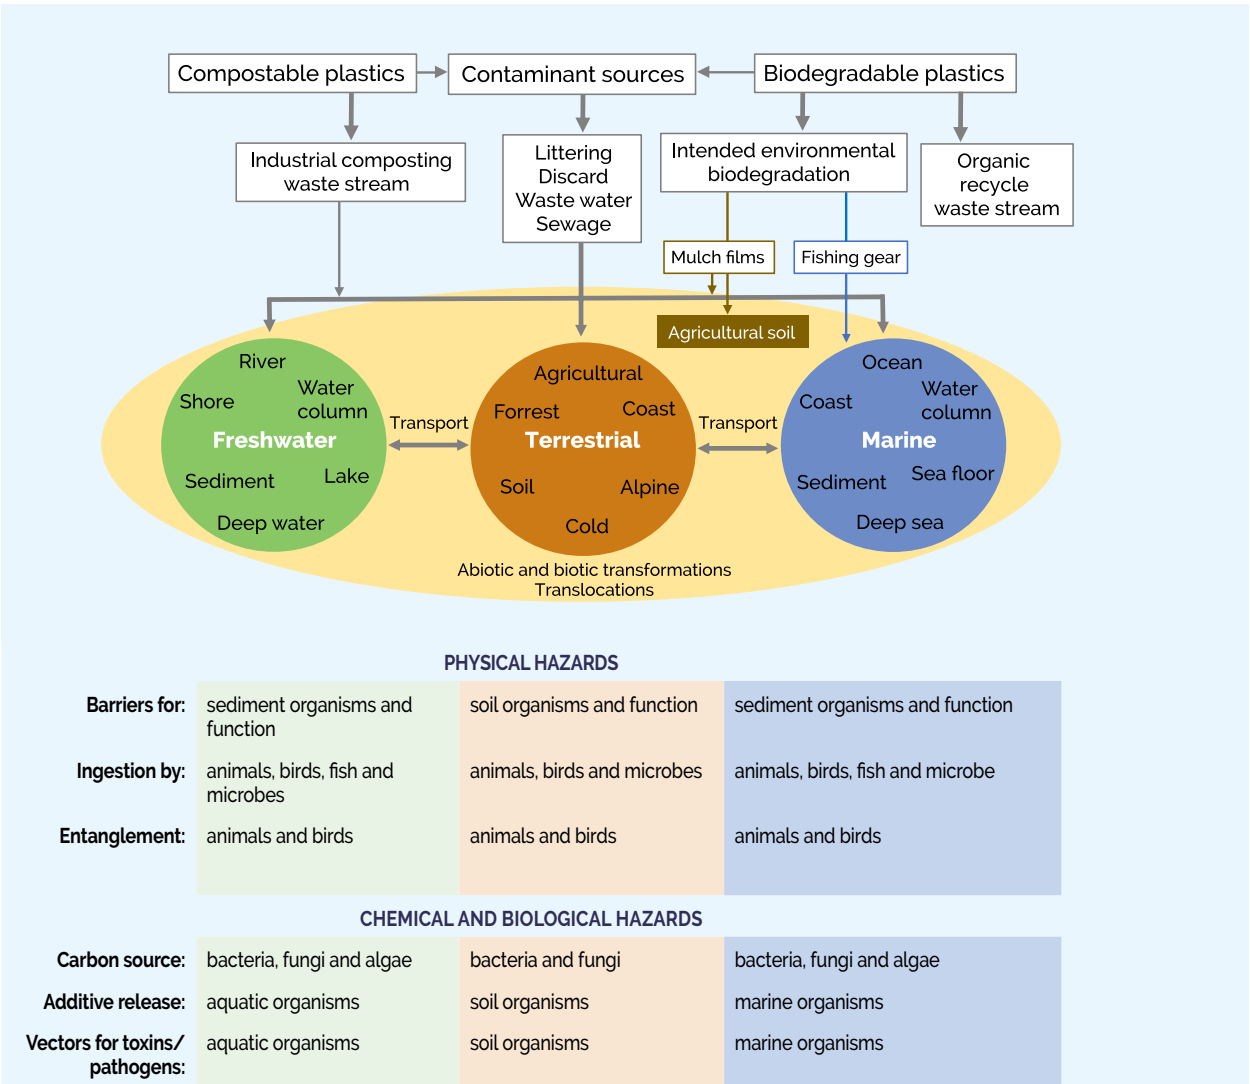 Compostable plastics
Contaminant sources
Biodegradable plastics
Industrial composting
waste stream
Littering
Discard
Waste water
Sewage
Intended environmental
biodegradation
Organic
recycle
waste stream
Mulch films
Fishing gear
Agricultural soil
River
Water
column
Shore
Freshwater
Sediment
Lake
Deep water
Transport
Agricultural
Forrest
Coast
Terrestrial
Soil
Alpine
Cold
Transport
Ocean
Water
column
Coast
Marine
Sediment
Sea floor
Deep sea
Abiotic and biotic transformations
Translocations
PHYSICAL HAZARDS
Barriers for:
sediment organisms and
function
soil organisms and function
sediment organisms and function
Ingestion by:
animals, birds, fish and
microbes
animals, birds and microbes
animals, birds, fish and microbe
Entanglement:
animals and birds
animals and birds
animals and birds
CHEMICAL AND BIOLOGICAL HAZARDS
Carbon source:
bacteria, fungi and algae
bacteria and fungi
bacteria, fungi and algae
Additive release:
aquatic organisms
soil organisms
marine organisms
Vectors for toxins/
pathogens:
aquatic organisms
soil organisms
marine organisms